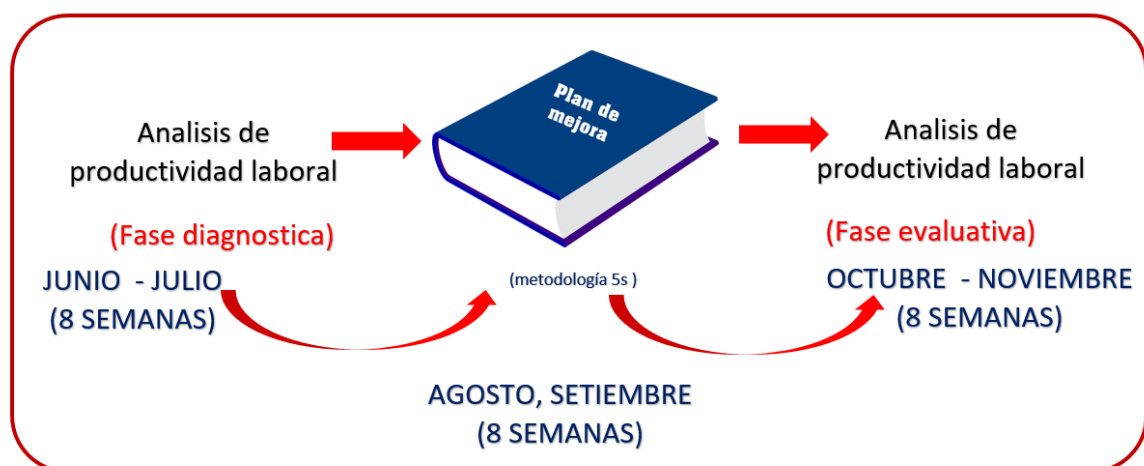 Analisis de
productividad laboral
(Fase diagnostica)
JUNIO - JULIO
(8 SEMANAS)
Plan de
mejora
(metodología 5s )
AGOSTO, SETIEMBRE
(8 SEMANAS)
Analisis de
productividad laboral
(Fase evaluativa)
OCTUBRE - NOVIEMBRE
(8 SEMANAS)